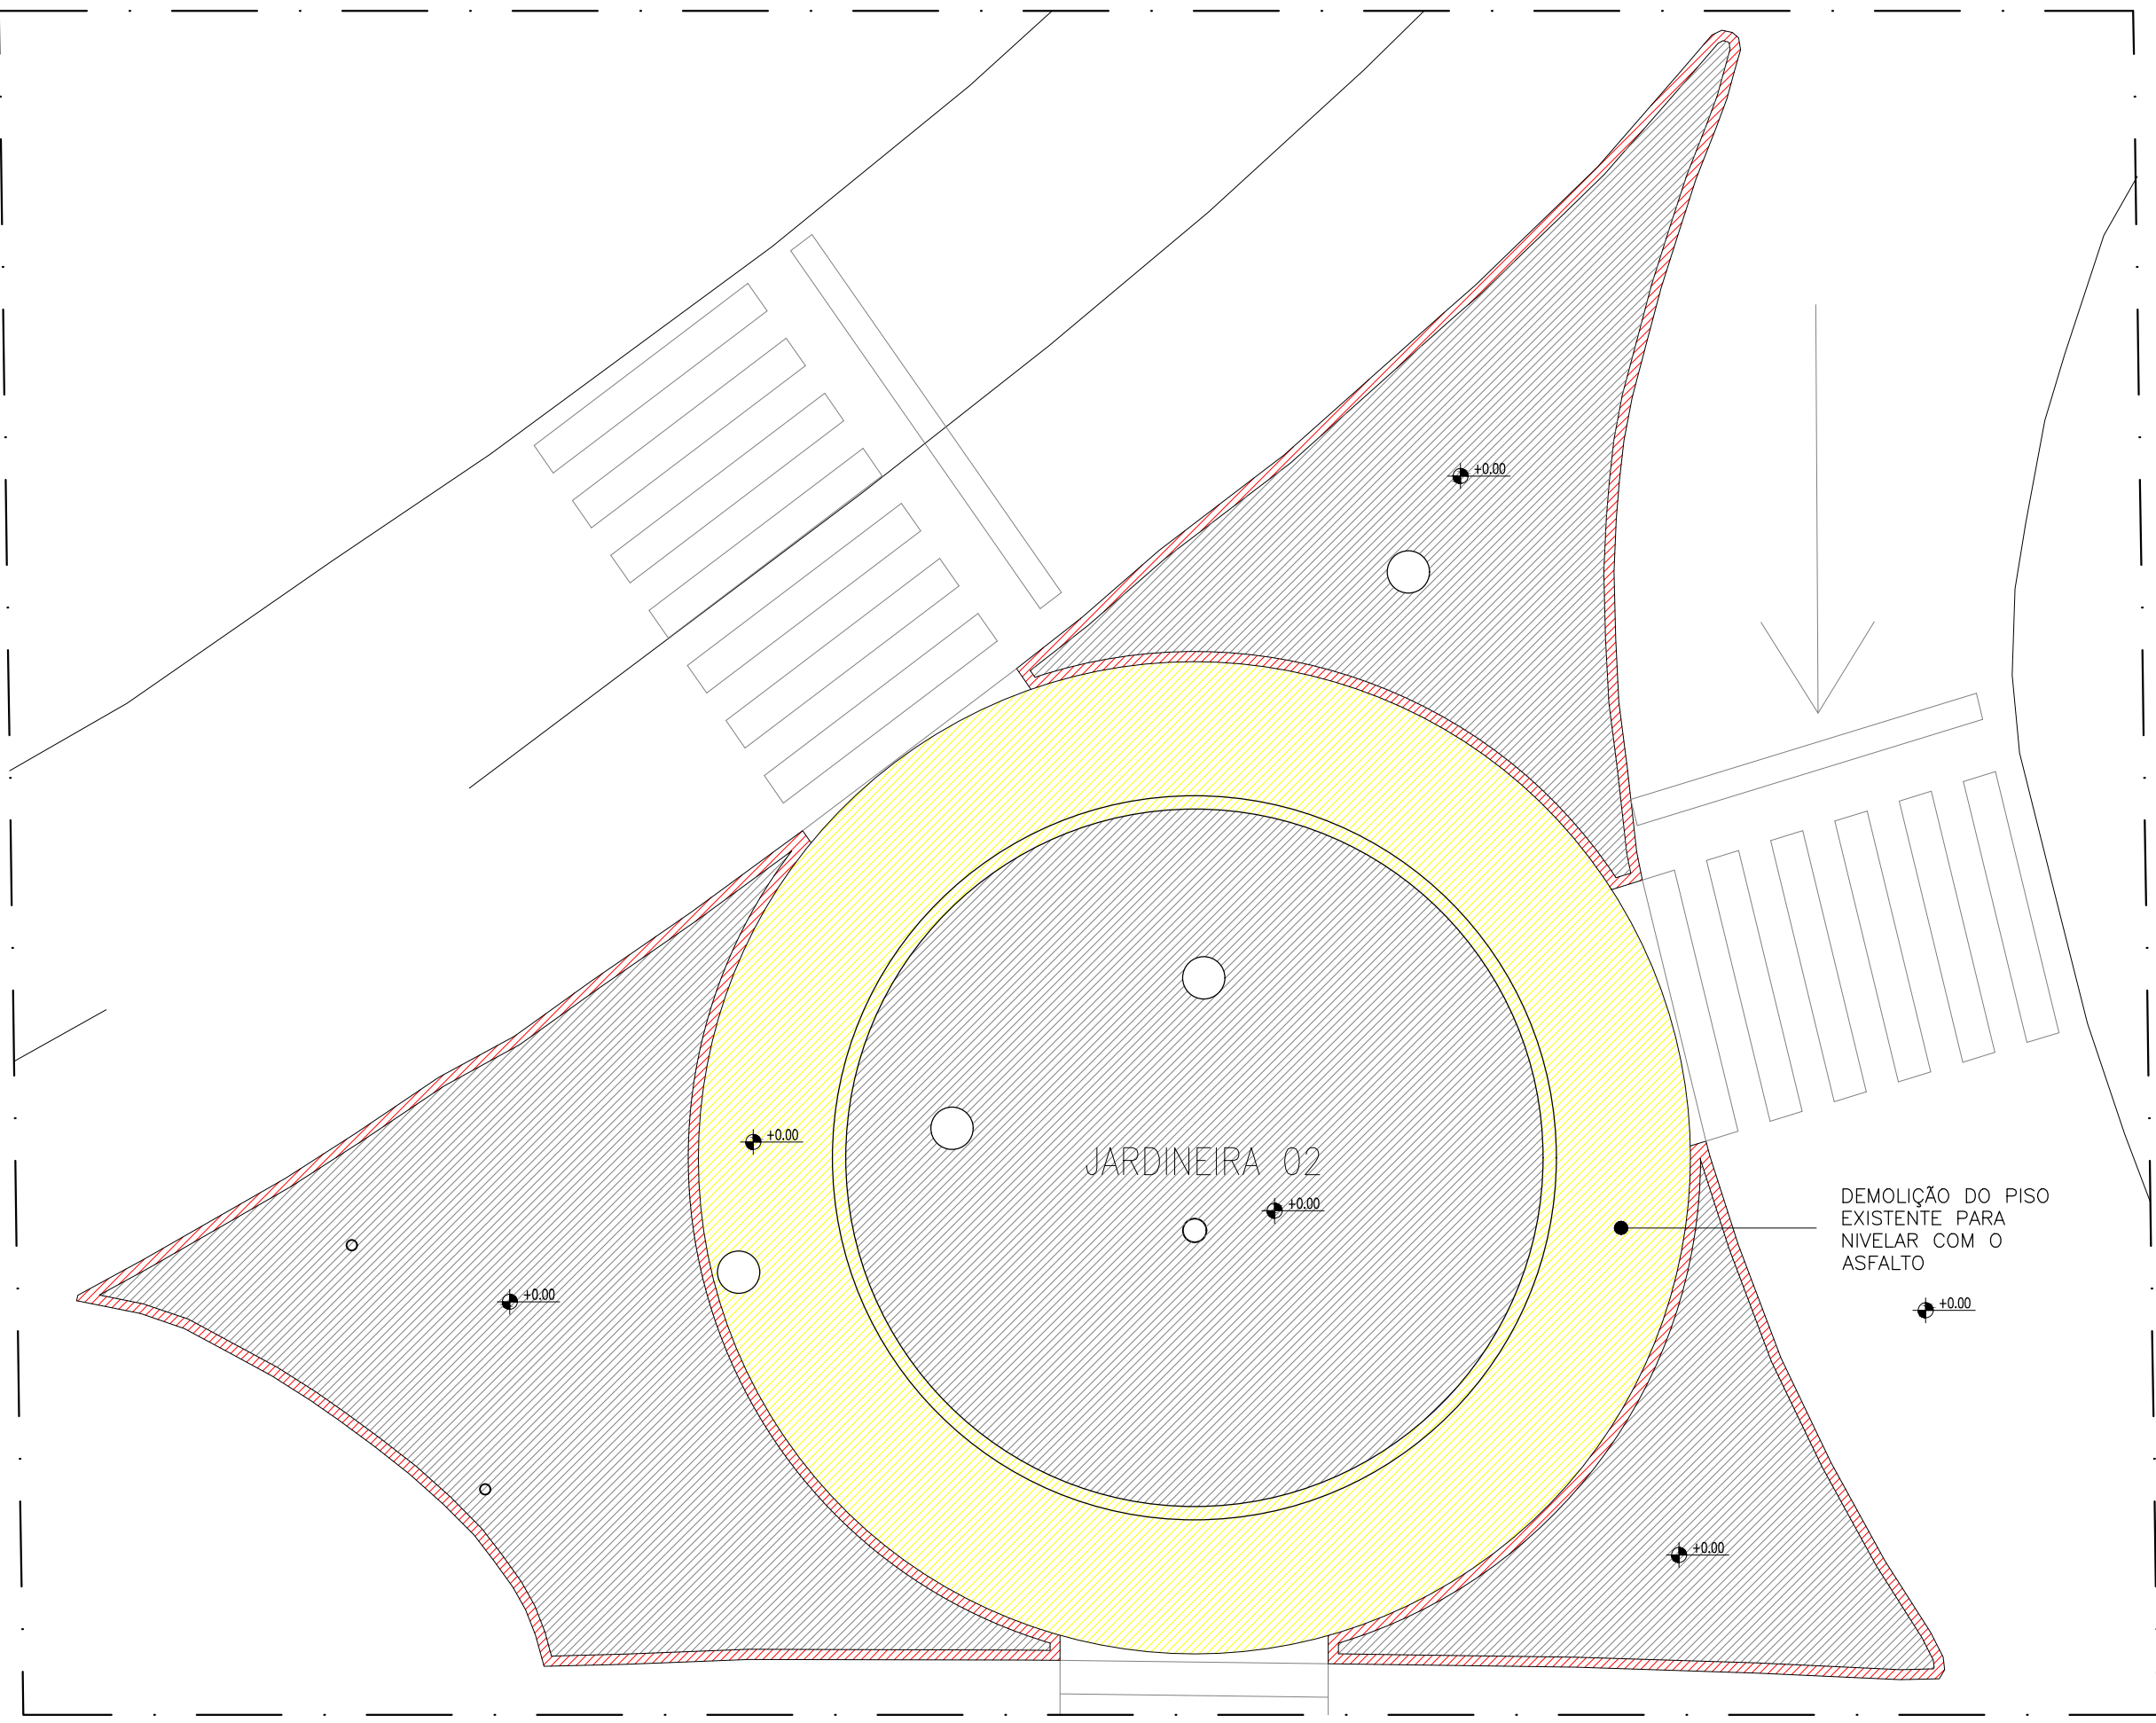 +0.00
+0.00
JARDINEIRA 02
+0.00
DEMOLIÇÃO DO PISO
EXISTENTE PARA
NIVELAR COM O
ASFALTO
+0.00
+0.00
+0.00